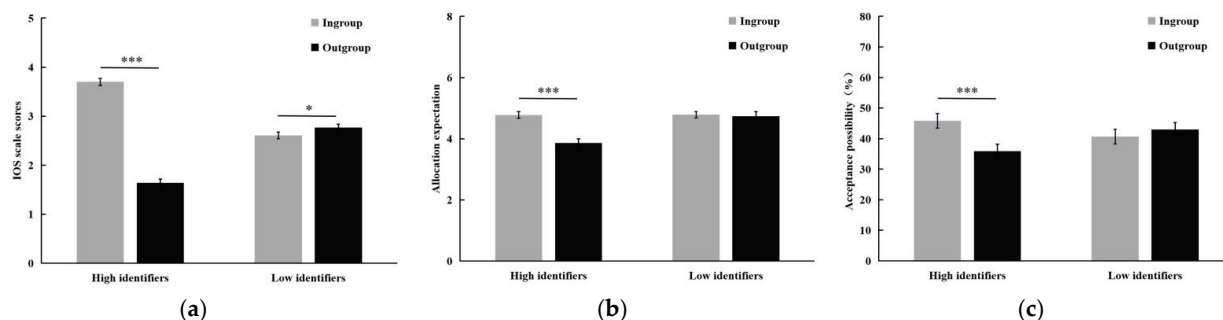 5
4
3
2
1
0
IOS scale scores
Ingroup
Outgroup
***
*
High identifiers
Low identifiers
(a)
8
6
4
2
0
Allocation expectation
Ingroup
Outgroup
***
High identifiers
Low identifiers
(b)
80
70
60
50
40
30
20
10
0
Acceptance possibility（%）
Ingroup
Outgroup
***
High identifiers
Low identifiers
(c)